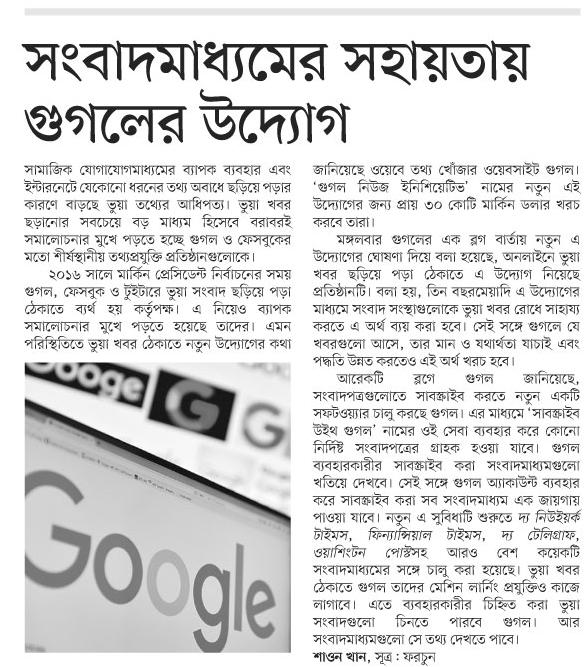 সংবাদমাধ্যমের সহায়তায়
গুগলের উদ্যোগ
সামাজিক যোগাযোগমাধ্যমের ব্যাপক ব্যবহার এবং
ইন্টারনেটে যেকোনো ধরনের তথ্য অবাধে ছড়িয়ে পড়ার
কারণে বাড়ছে ভুয়া তথ্যের আধিপত্য। ভুয়া খবর
ছড়ানোর সবচেয়ে বড় মাধ্যম হিসেবে বরাবরই
সমালোচনার মুখে পড়তে হচ্ছে গুগল ও ফেসবুকের
মতো শীর্ষস্থানীয় তথ্যপ্রযুক্তি প্রতিষ্ঠানগুলোকে।
২০১৬ সালে মার্কিন প্রেসিডেন্ট নির্বাচনের সময়
গুগল, ফেসবুক ও টুইটারে ভুয়া সংবাদ ছড়িয়ে পড়া
ঠেকাতে ব্যর্থ হয় কর্তৃপক্ষ। এ নিয়েও ব্যাপক
সমালোচনার মুখে পড়তে হয়েছে তাদের। এমন
পরিস্থিতিতে ভুয়া খবর ঠেকাতে নতুন উদ্যোগের কথা
Google
G
G
Google
জানিয়েছে ওয়েবে তথ্য খোঁজার ওয়েবসাইট গুগল।
‘গুগল নিউজ ইনিশিয়েটিভ’ নামের নতুন এই
উদ্যোগের জন্য প্রায় ৩০ কোটি মার্কিন ডলার খরচ
করবে তারা।
মঙ্গলবার গুগলের এক ব্লগ বার্তায় নতুন এ
উদ্যোগের ঘোষণা দিয়ে বলা হয়েছে, অনলাইনে ভুয়া
খবর ছড়িয়ে পড়া ঠেকাতে এ উদ্যোগ নিয়েছে
প্রতিষ্ঠানটি। বলা হয়, তিন বছরমেয়াদি এ উদ্যোগের
মাধ্যমে সংবাদ সংস্থাগুলোকে ভুয়া খবর রোধে সাহায্য
করতে এ অর্থ ব্যয় করা হবে। সেই সঙ্গে গুগলে যে
খবরগুলো আসে, তার মান ও যথার্থতা যাচাই এবং
পদ্ধতি উন্নত করতেও এই অর্থ খরচ হবে।
আরেকটি ব্লগে গুগল জানিয়েছে,
সংবাদপত্রগুলোতে সাবস্ক্রাইব করতে নতুন একটি
সফটওয়্যার চালু করছে গুগল। এর মাধ্যমে ‘সাবস্ক্রাইব
উইথ গুগল’ নামের ওই সেবা ব্যবহার করে কোনো
নির্দিষ্ট সংবাদপত্রের গ্রাহক হওয়া যাবে। গুগল
ব্যবহারকারীর সাবস্ক্রাইব করা সংবাদমাধ্যমগুলো
খতিয়ে দেখবে। সেই সঙ্গে গুগল অ্যাকাউন্ট ব্যবহার
করে সাবস্ক্রাইব করা সব সংবাদমাধ্যম এক জায়গায়
পাওয়া যাবে। নতুন এ সুবিধাটি শুরুতে দ্য নিউইয়র্ক
টাইমস, ফিন্যান্সিয়াল টাইমস, দ্য টেলিগ্রাফ,
ওয়াশিংটন পোস্টসহ আরও বেশ কয়েকটি
সংবাদমাধ্যমের সঙ্গে চালু করা হয়েছে। ভুয়া খবর
ঠেকাতে গুগল তাদের মেশিন লার্নিং প্রযুক্তিও কাজে
লাগাবে। এতে ব্যবহারকারীর চিহ্নিত করা ভুয়া
সংবাদগুলো চিনতে পারবে গুগল। আর
সংবাদমাধ্যমগুলো সে তথ্য দেখতে পাবে।
শাওন খান, সূত্র : ফরচুন